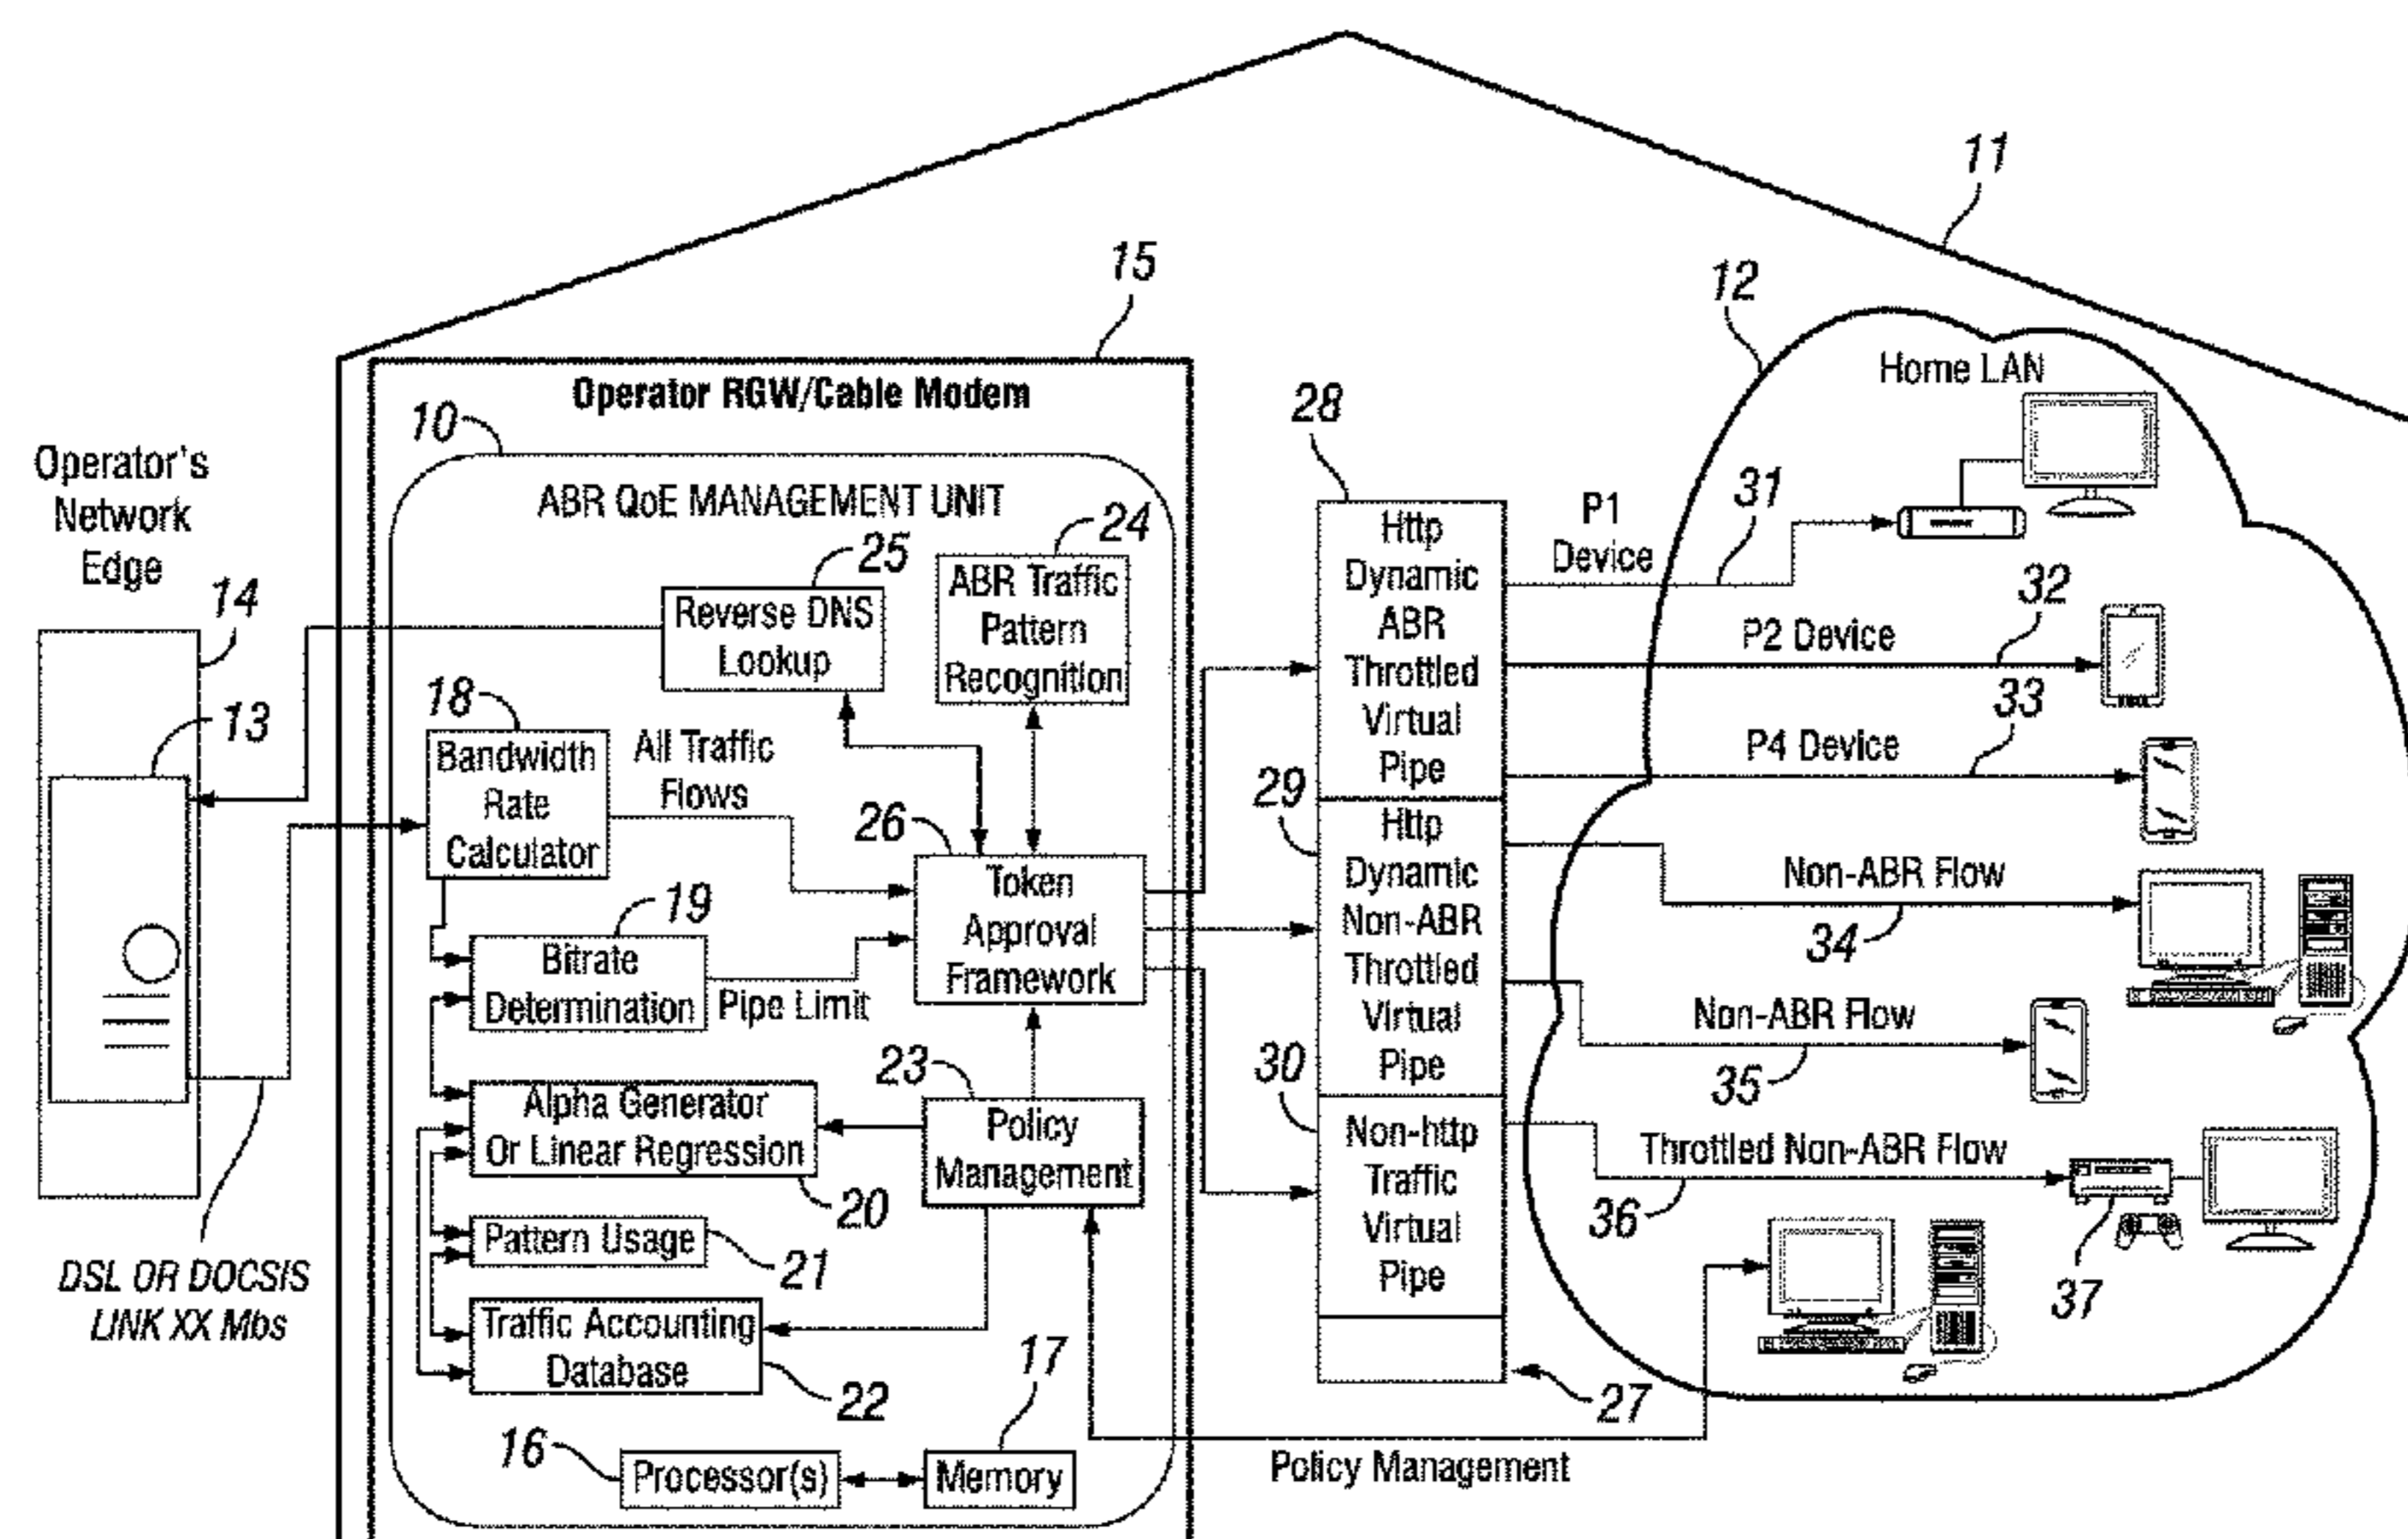 11
15
12
Operator RGW/Cable Modem
Home LAN
10
28
Operator's
Network
Edge
ABR QoE MANAGEMENT UNIT
25
24
14
Reverse DNS
Lookup
ABR Traffic
Pattern
Recognition
13
18
Bandwidth
Rate
Calculator
All Traffic
Flows
26
Token
Approval
Framework
19
Bitrate
Determination
Pipe Limit
23
Alpha Generator
Or Linear Regression
20
Policy
Management
Pattern Usage
21
DSL OR DOCSIS
LINK XX Mbs
Traffic Accounting
Database
22
17
16
Processor(s)
Memory
Http
Dynamic
ABR
Throttled
Virtual
Pipe
29
Http
Dynamic
Non-ABR
Throttled
Virtual
Pipe
30
Non-http
Traffic
Virtual
Pipe
27
P1
Device
31
P2 Device
32
P4 Device
33
Non-ABR Flow
34
Non-ABR Flow
35
Throttled Non-ABR Flow
36
37
Policy Management